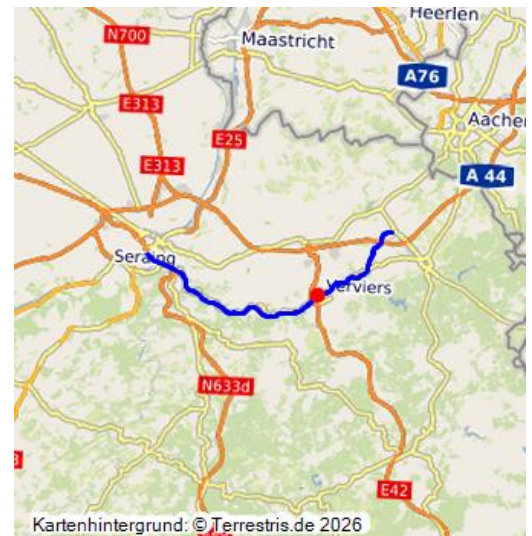 Heerlen
N700
Maastricht
A76
E313
Aachen
E25
E313
A 44
Seraing
Verviers
N633d
E42
Kartenhintergrund: © Terrestris.de 2026